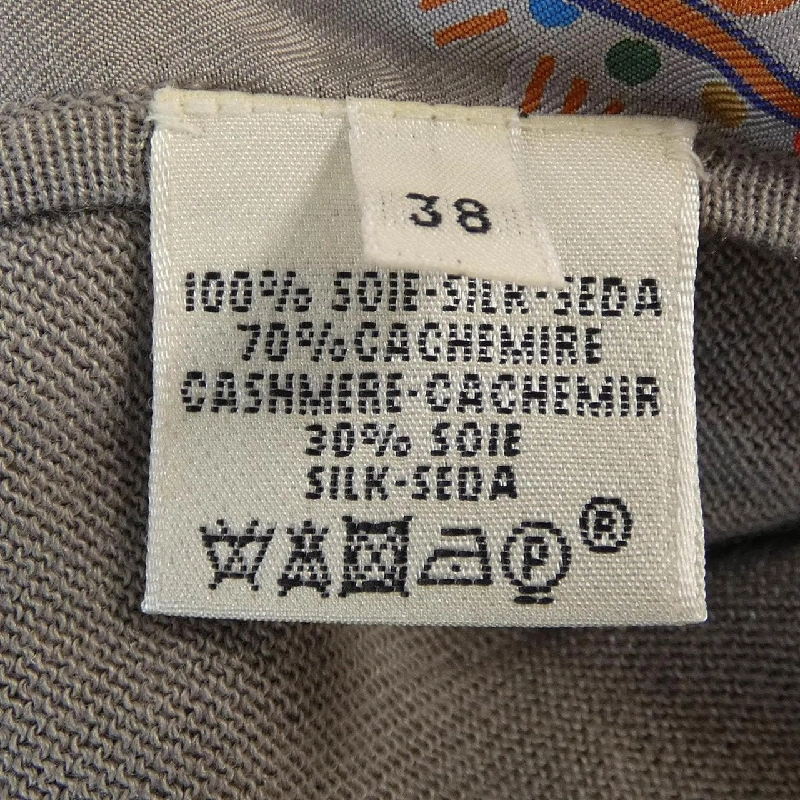 38
100% SOIE-SILK-SEDA
70% CACHEMIRE
CASHMERE-CACHEMIR
30% SOIE
SILK-SEDA
P ®